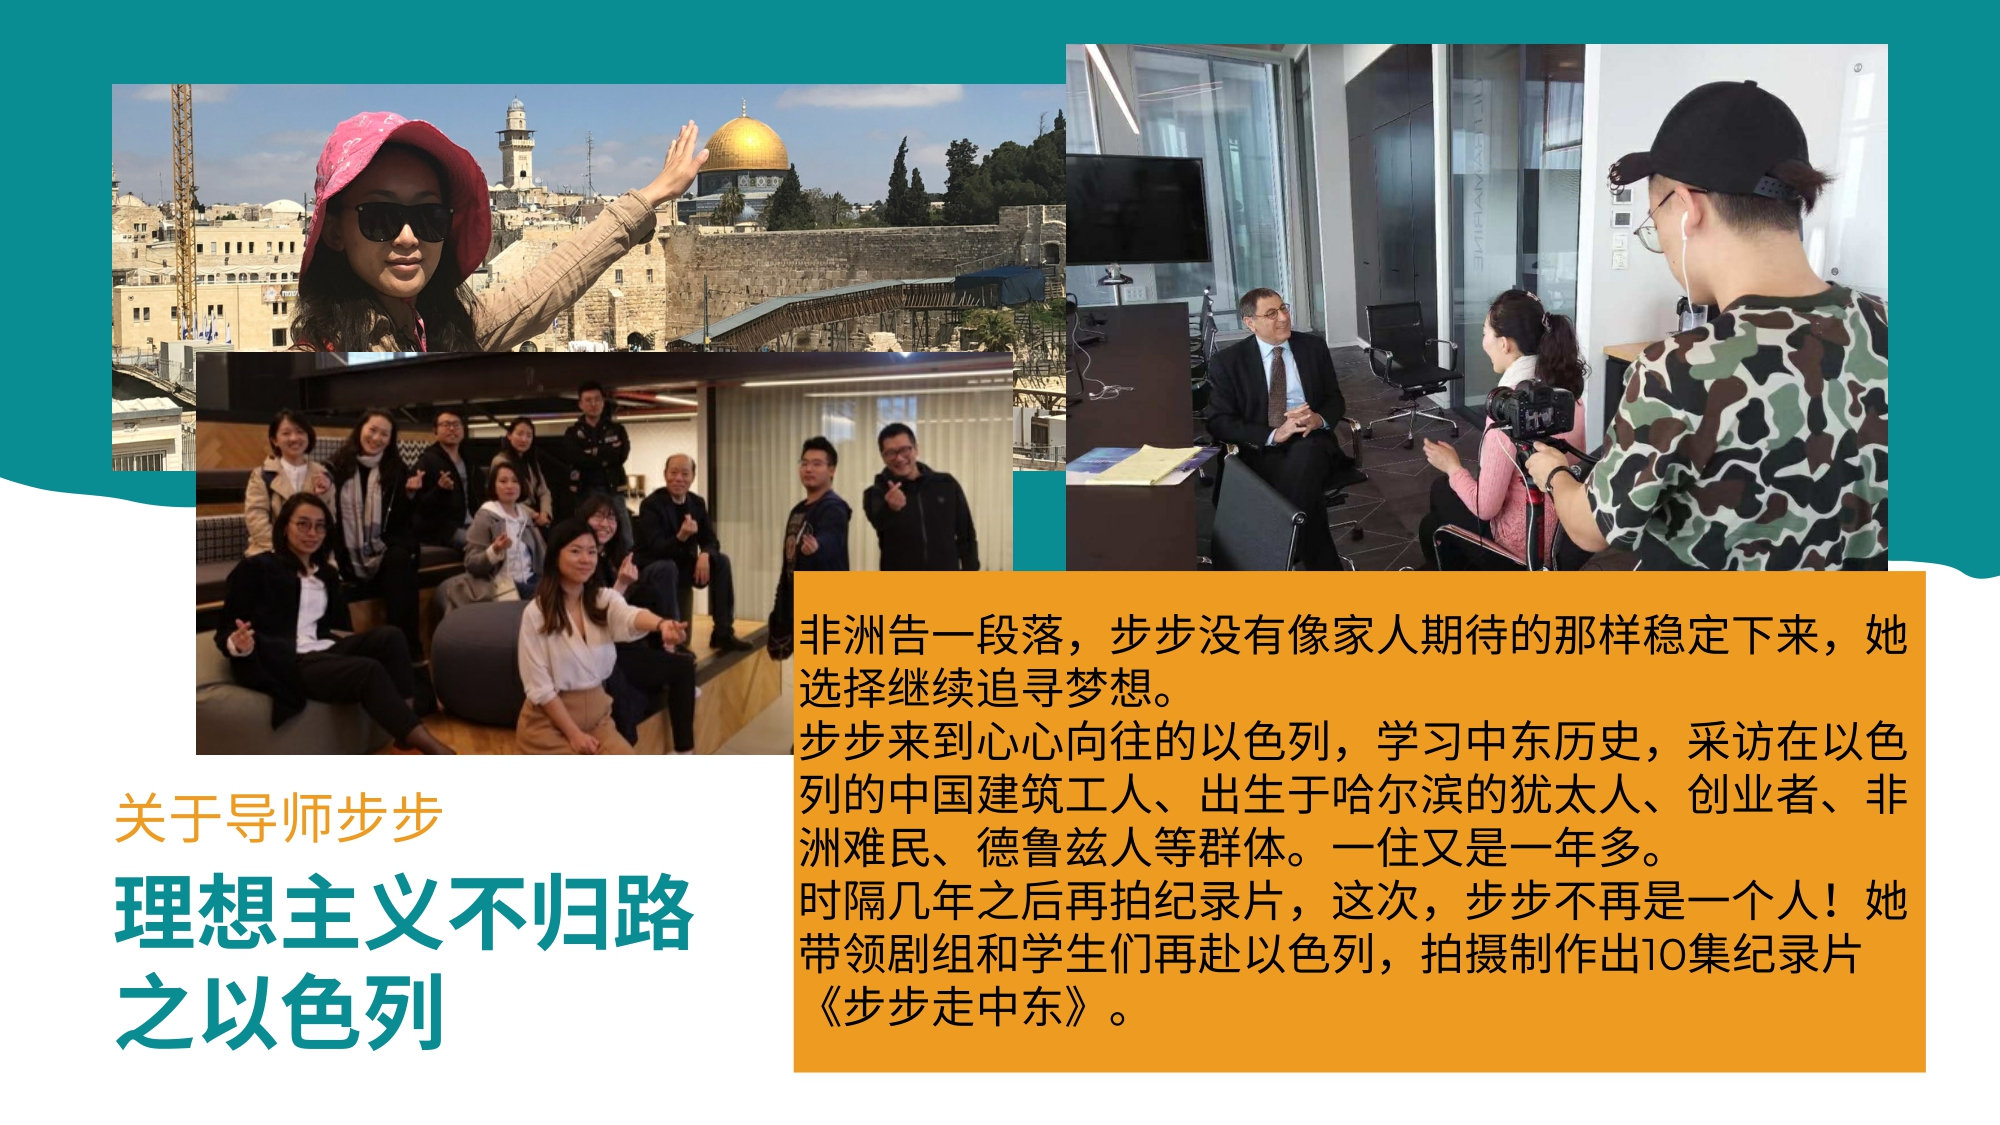 关于导师步步
理想主义不归路
之以色列
非洲告一段落，步步没有像家人期待的那样稳定下来，她
选择继续追寻梦想。
步步来到心心向往的以色列，学习中东历史，采访在以色
列的中国建筑工人、出生于哈尔滨的犹太人、创业者、非
洲难民、德鲁兹人等群体。一住又是一年多。
时隔几年之后再拍纪录片，这次，步步不再是一个人！她
带领剧组和学生们再赴以色列，拍摄制作出10集纪录片
《步步走中东》。